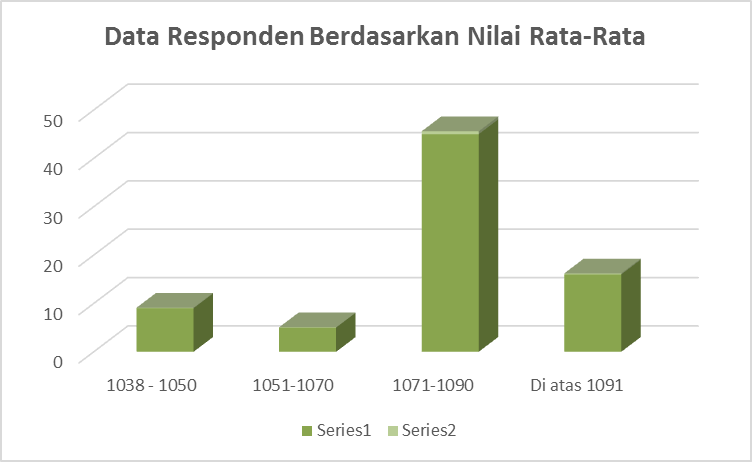 Data Responden Berdasarkan Nilai Rata-Rata
50
40
30
20
10
0
1038 - 1050 1051-1070 1071-1090 Di atas 1091
Series1 Series2